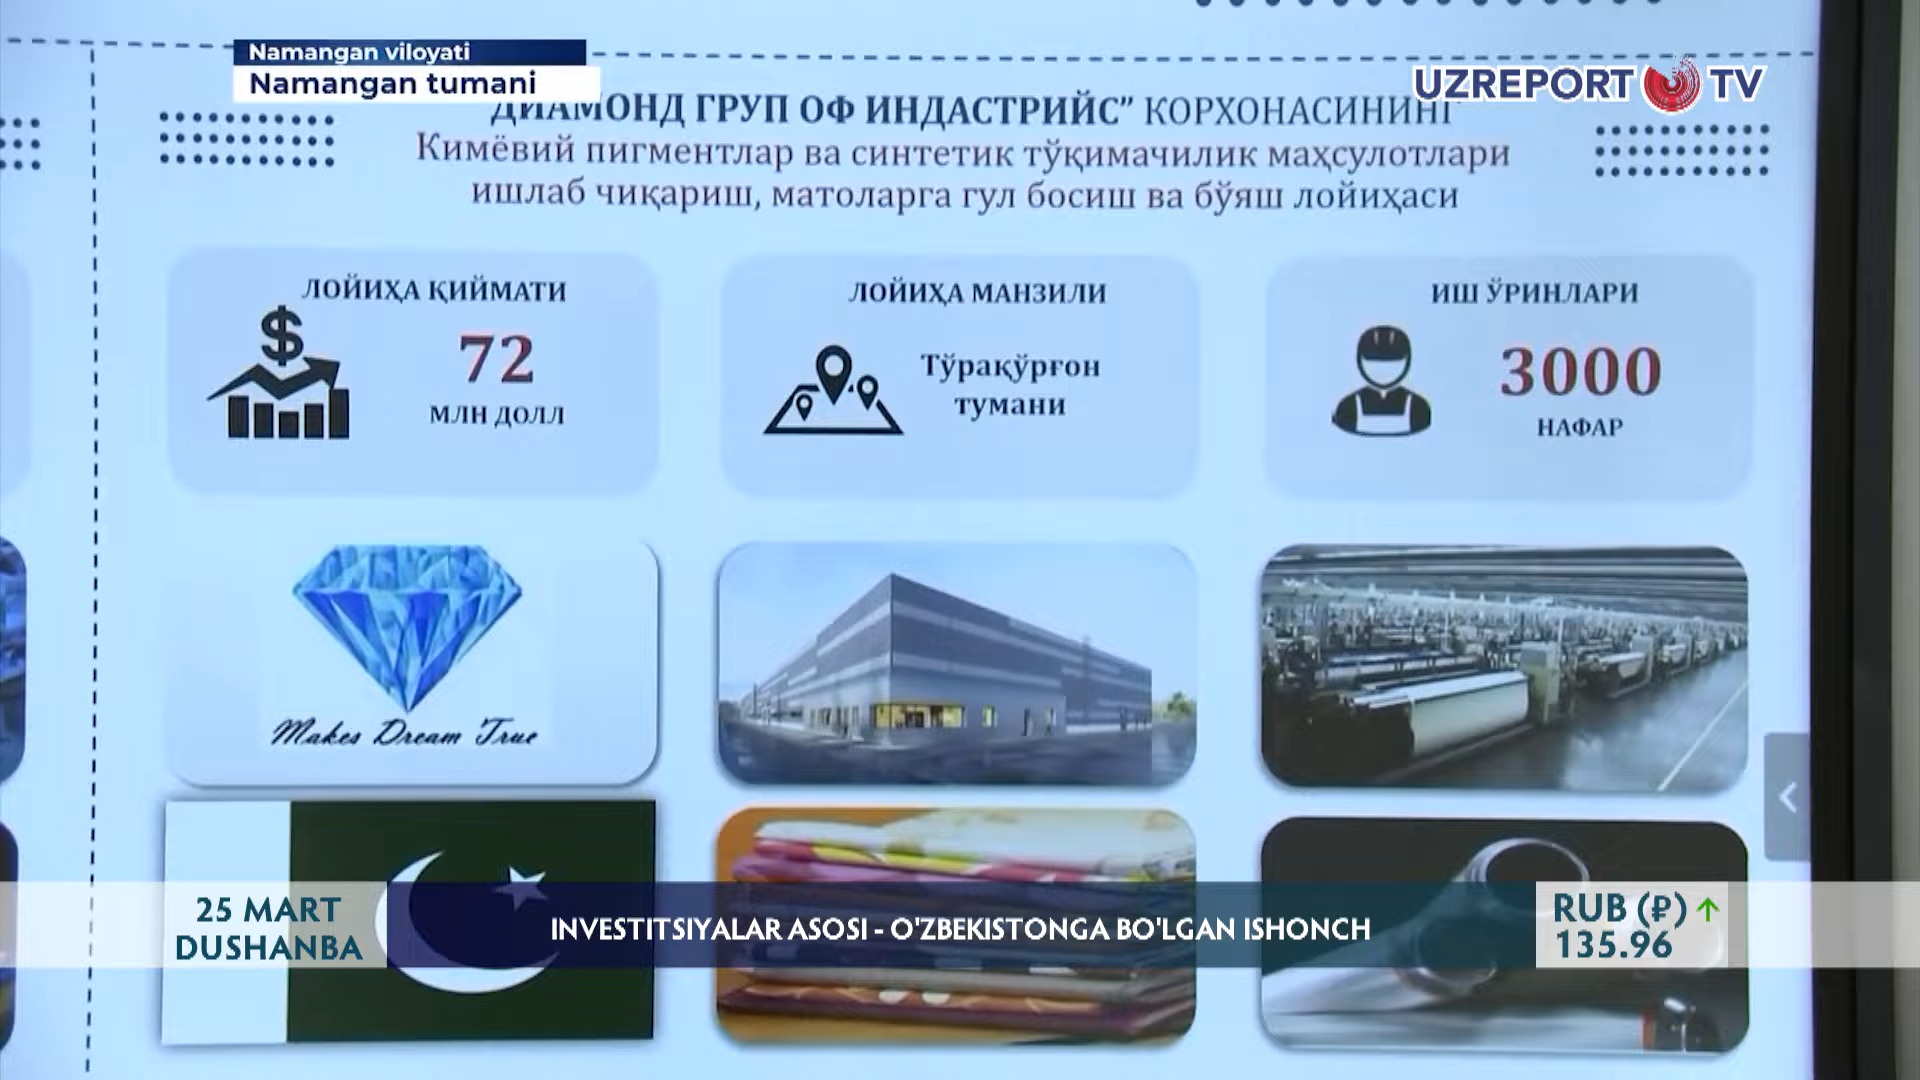 Namangan viloyati
Namangan tumani
UZREPORT TV
"ДИАМОНД ГРУП ОФ ИНДАСТРИЙС" КОРХОНАСИНИНГ
Кимёвий пигментлар ва синтетик тўқимачилик маҳсулотлари
ишлаб чиқариш, матоларга гул босиш ва бўяш лойиҳаси
ЛОЙИҲА ҚИЙМАТИ
72
МЛН ДОЛЛ
ЛОЙИҲА МАНЗИЛИ
Тўрақўрғон
тумани
ИШ ЎРИНЛАРИ
3000
НАФАР
Makes Dream True
25 MART
DUSHANBA
INVESTITSIYALAR ASOSI - O'ZBEKISTONGA BO'LGAN ISHONCH
RUB (₽)
135.96